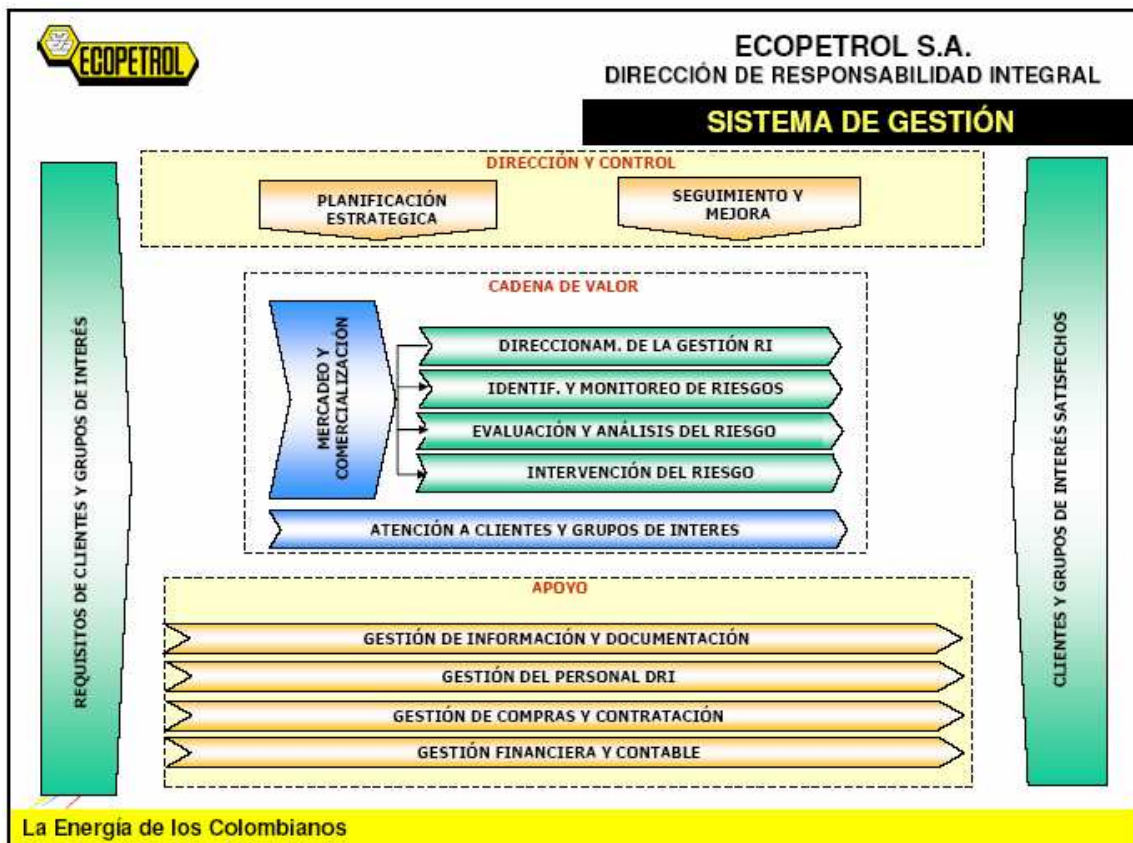 ECOPETROL
ECOPETROL S.A.
DIRECCIÓN DE RESPONSABILIDAD INTEGRAL
SISTEMA DE GESTIÓN
DIRECCIÓN Y CONTROL
PLANIFICACIÓN
ESTRATEGICA
SEGUIMIENTO Y
MEJORA
REQUISITOS DE CLIENTES Y GRUPOS DE INTERÉS
CADENA DE VALOR
MERCADEO Y
COMERCIALIZACIÓN
DIRECCIONAM. DE LA GESTIÓN RI
IDENTIF. Y MONITOREO DE RIESGOS
EVALUACIÓN Y ANÁLISIS DEL RIESGO
INTERVENCIÓN DEL RIESGO
ATENCIÓN A CLIENTES Y GRUPOS DE INTERES
CLIENTES Y GRUPOS DE INTERÉS SATISFECHOS
APOYO
GESTIÓN DE INFORMACIÓN Y DOCUMENTACIÓN
GESTIÓN DEL PERSONAL DRI
GESTIÓN DE COMPRAS Y CONTRATACIÓN
GESTIÓN FINANCIERA Y CONTABLE
La Energía de los Colombianos